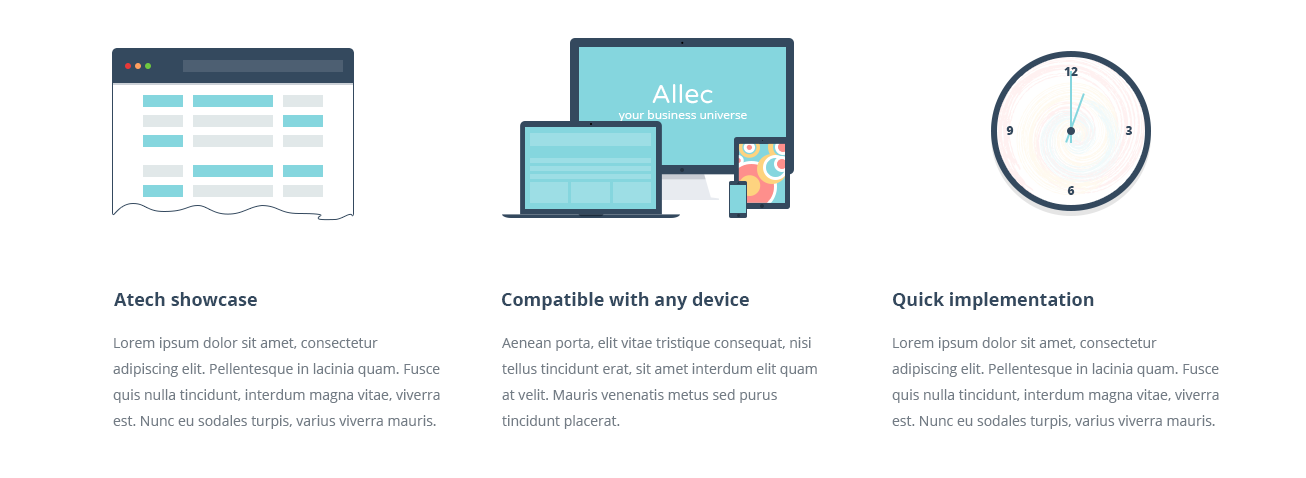 Allec
your business universe
12
9
3
6
Atech showcase
Lorem ipsum dolor sit amet, consectetur
adipiscing elit. Pellentesque in lacinia quam. Fusce
quis nulla tincidunt, interdum magna vitae, viverra
est. Nunc eu sodales turpis, varius viverra mauris.
Compatible with any device
Aenean porta, elit vitae tristique consequat, nisi
tellus tincidunt erat, sit amet interdum elit quam
at velit. Mauris venenatis metus sed purus
tincidunt placerat.
Quick implementation
Lorem ipsum dolor sit amet, consectetur
adipiscing elit. Pellentesque in lacinia quam. Fusce
quis nulla tincidunt, interdum magna vitae, viverra
est. Nunc eu sodales turpis, varius viverra mauris.